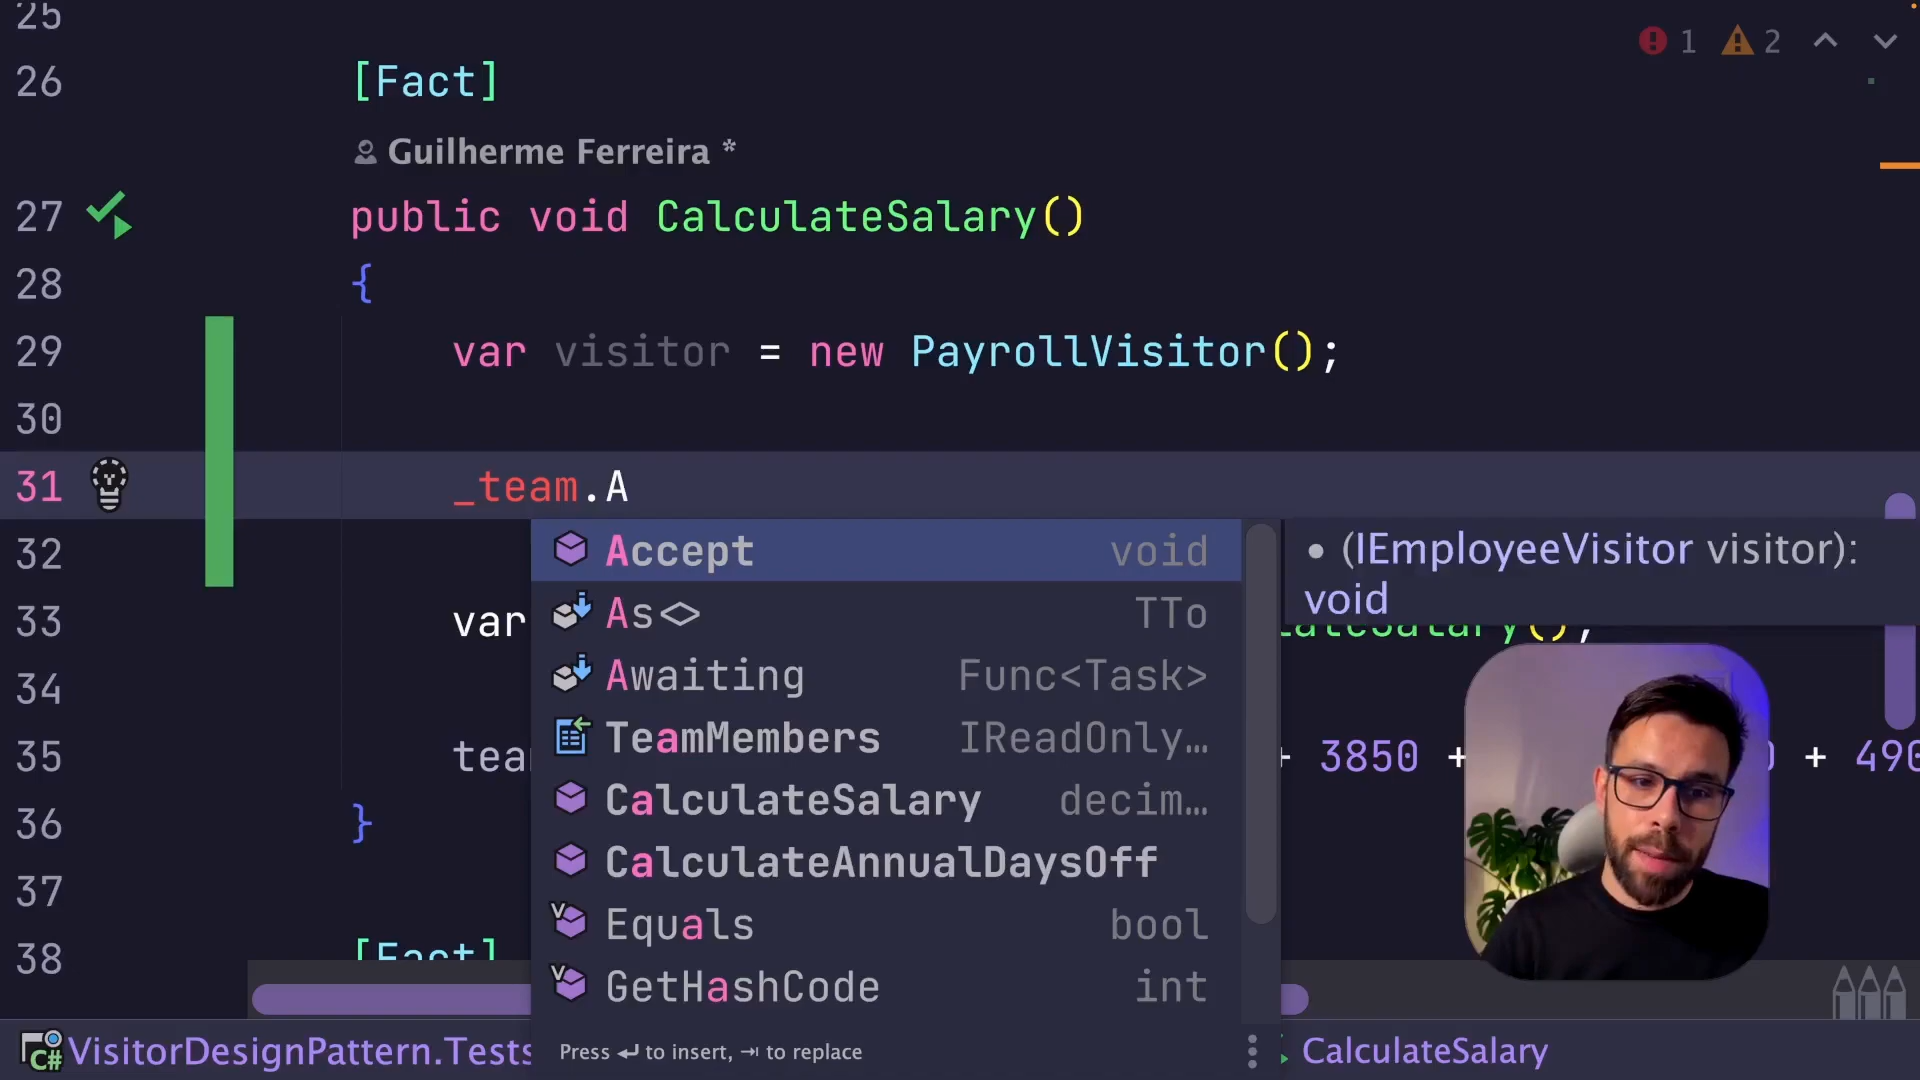 25
1 2
26 [Fact]
Guilherme Ferreira *
27 public void CalculateSalary()
28 {
29 var visitor = new PayrollVisitor();
30
31 _team.A
Accept void
• (IEmployeeVisitor visitor):
void
32
As<> TTo
33 var
Awaiting Func<Task>
34
TeamMembers IReadOnly…
35 + 3850 + + 490
CalculateSalary decim…
36 }
CalculateAnnualDaysOff
37
Equals bool
38 [Fact]
GetHashCode int
Press ↵ to insert, ⇥ to replace
C# VisitorDesignPattern.Tests
CalculateSalary